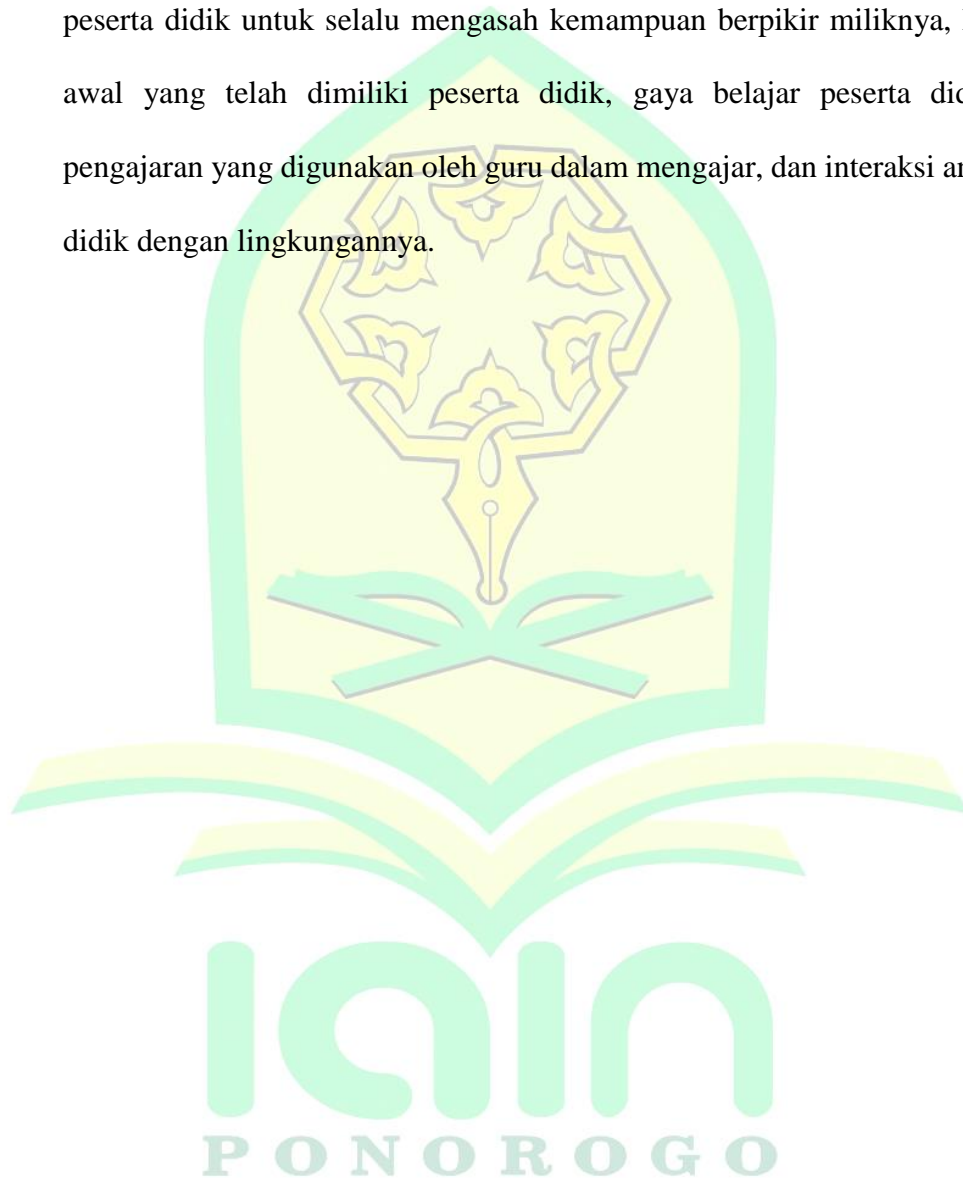 peserta didik untuk selalu mengasah kemampuan berpikir miliknya,
awal yang telah dimiliki peserta didik, gaya belajar peserta
pengajaran yang digunakan oleh guru dalam mengajar, dan interaksi
didik dengan lingkungannya.
iain
PONOROGO